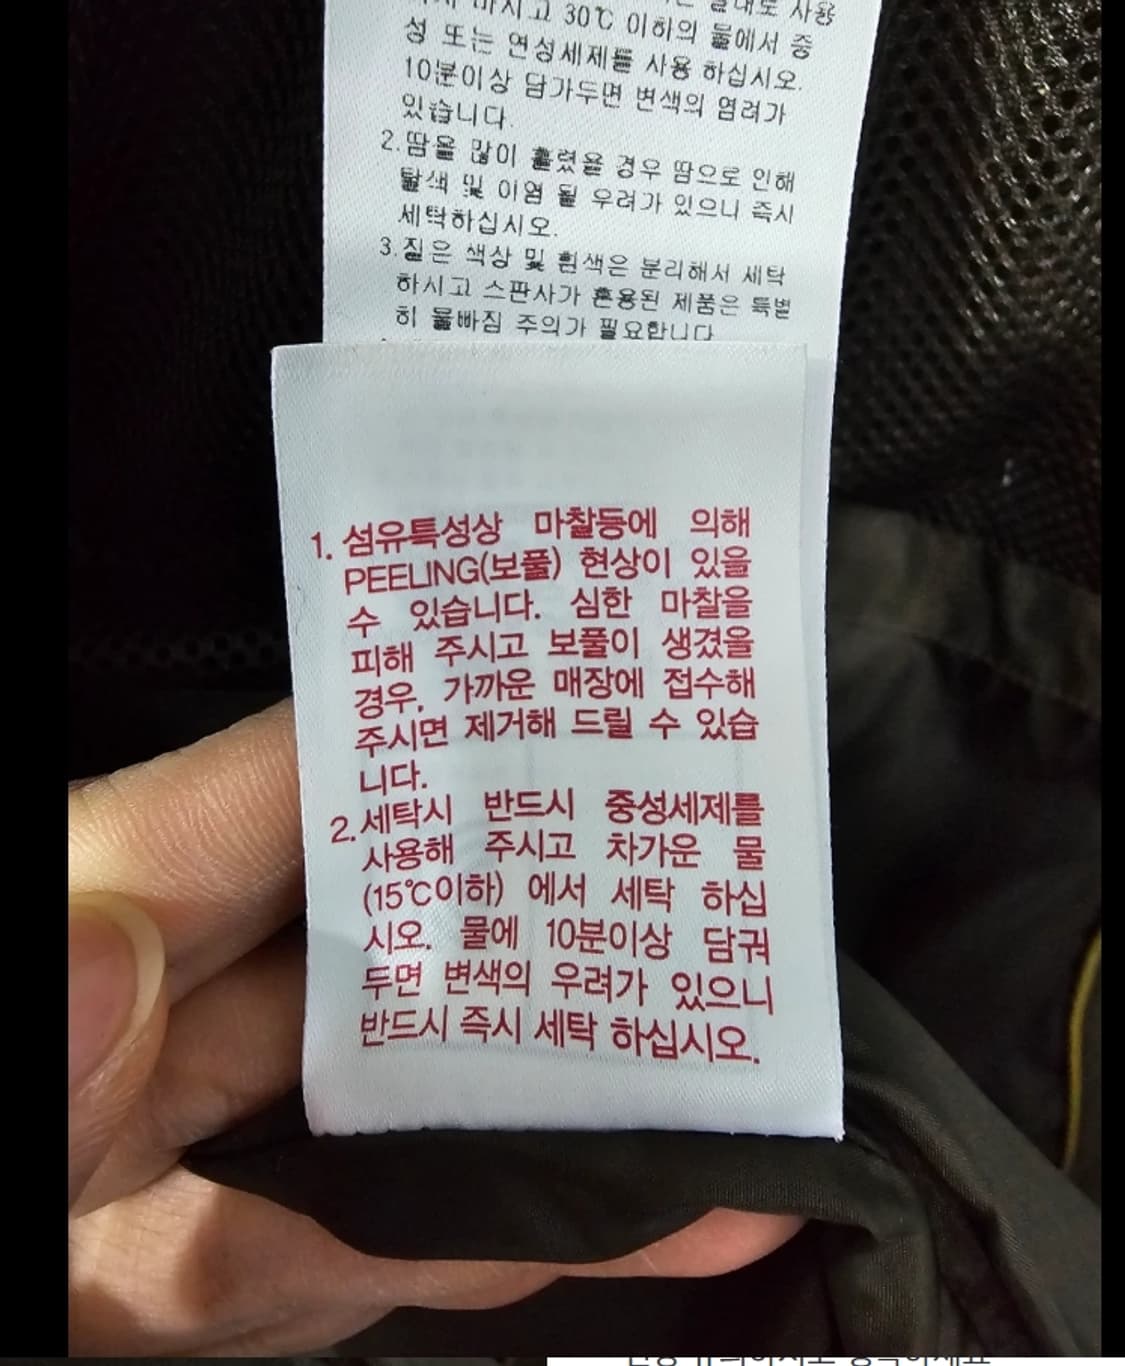 마시고 30℃ 이하의 물에서 중
성 또는 연성세제를 사용 하십시오.
10분이상 담가두면 변색의 염려가
있습니다.
2. 땀을 많이 흘렸을 경우 땀으로 인해
탈색 및 이염 될 우려가 있으니 즉시
세탁하십시오.
3. 짙은 색상 및 흰색은 분리해서 세탁
하시고 스판사가 혼용된 제품은 특별
히 물빠짐 주의가 필요합니다
1. 섬유특성상 마찰등에 의해
PEELING(보풀) 현상이 있을
수 있습니다. 심한 마찰을
피해 주시고 보풀이 생겼을
경우, 가까운 매장에 접수해
주시면 제거해 드릴 수 있습
니다.
2. 세탁시 반드시 중성세제를
사용해 주시고 차가운 물
(15℃이하) 에서 세탁 하십
시오. 물에 10분이상 담궈
두면 변색의 우려가 있으니
반드시 즉시 세탁 하십시오.